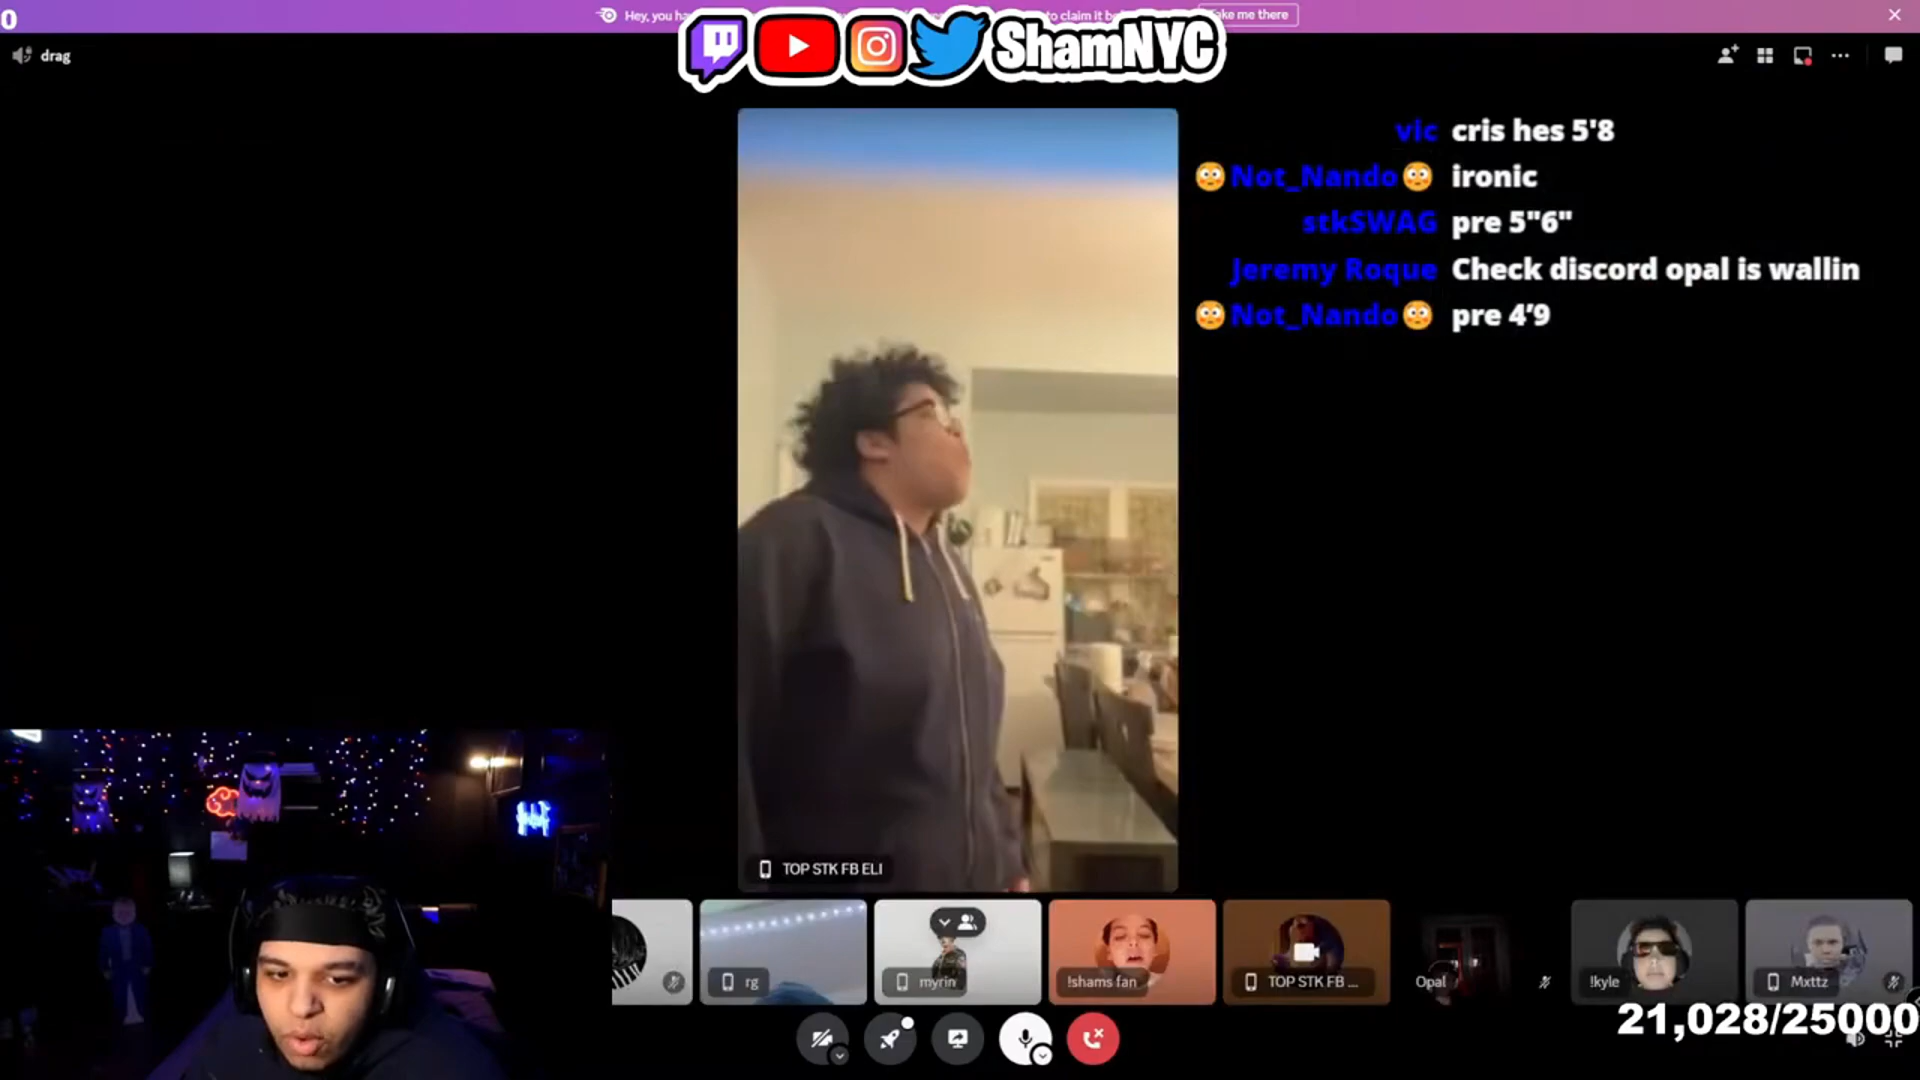 0
Hey, you ha
to claim it be
ake me there
drag
ShamNYC
vic cris hes 5'8
Not_Nando ironic
stkSWAG pre 5"6"
Jeremy Roque Check discord opal is wallin
Not_Nando pre 4'9
TOP STK FB ELI
rg
myrin
!shams fan
TOP STK FB ...
Opal
!kyle
Mxttz
21,028/25000